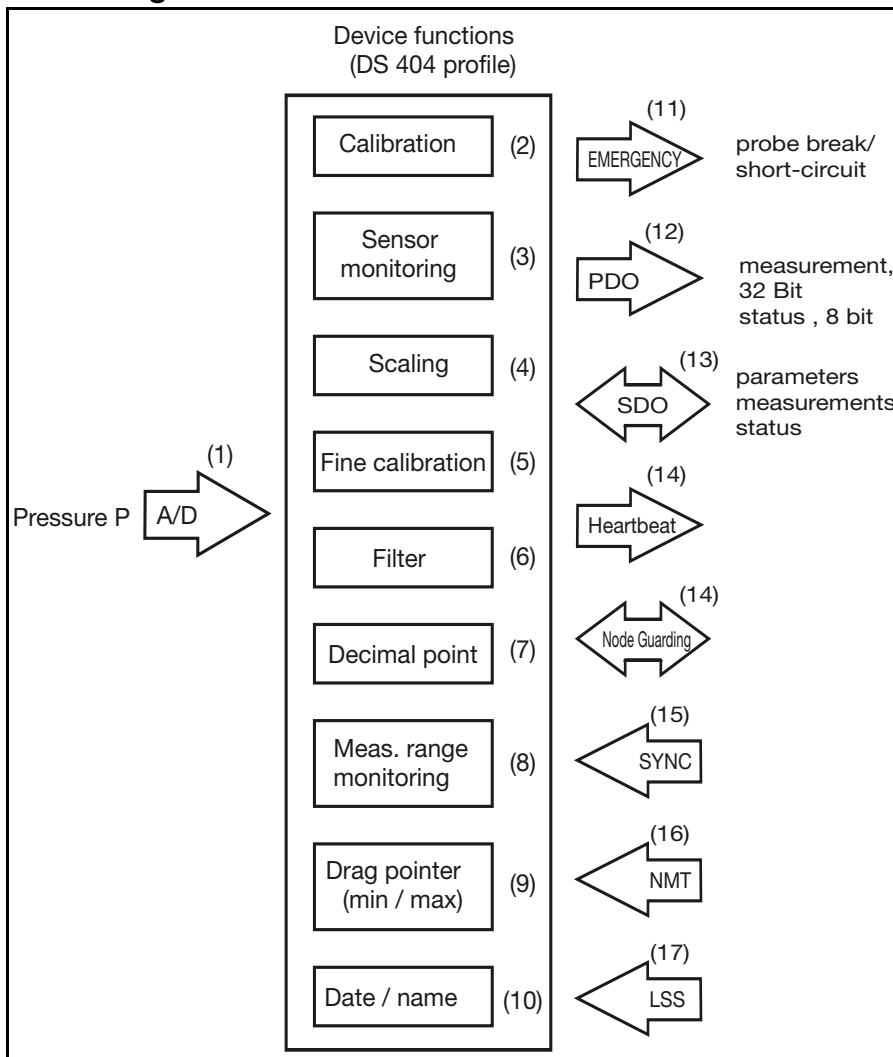 Device functions
(DS 404 profile)
Calibration (2)
Sensor
monitoring (3)
Scaling (4)
Fine calibration (5)
Filter (6)
Decimal point (7)
Meas. range
monitoring (8)
Drag pointer
(min / max) (9)
Date / name (10)
Pressure P
(1)
A/D
(11)
EMERGENCY
probe break/
short-circuit
(12)
PDO
measurement,
32 Bit
status , 8 bit
(13)
SDO
parameters
measurements
status
(14)
Heartbeat
(14)
Node Guarding
(15)
SYNC
(16)
NMT
(17)
LSS